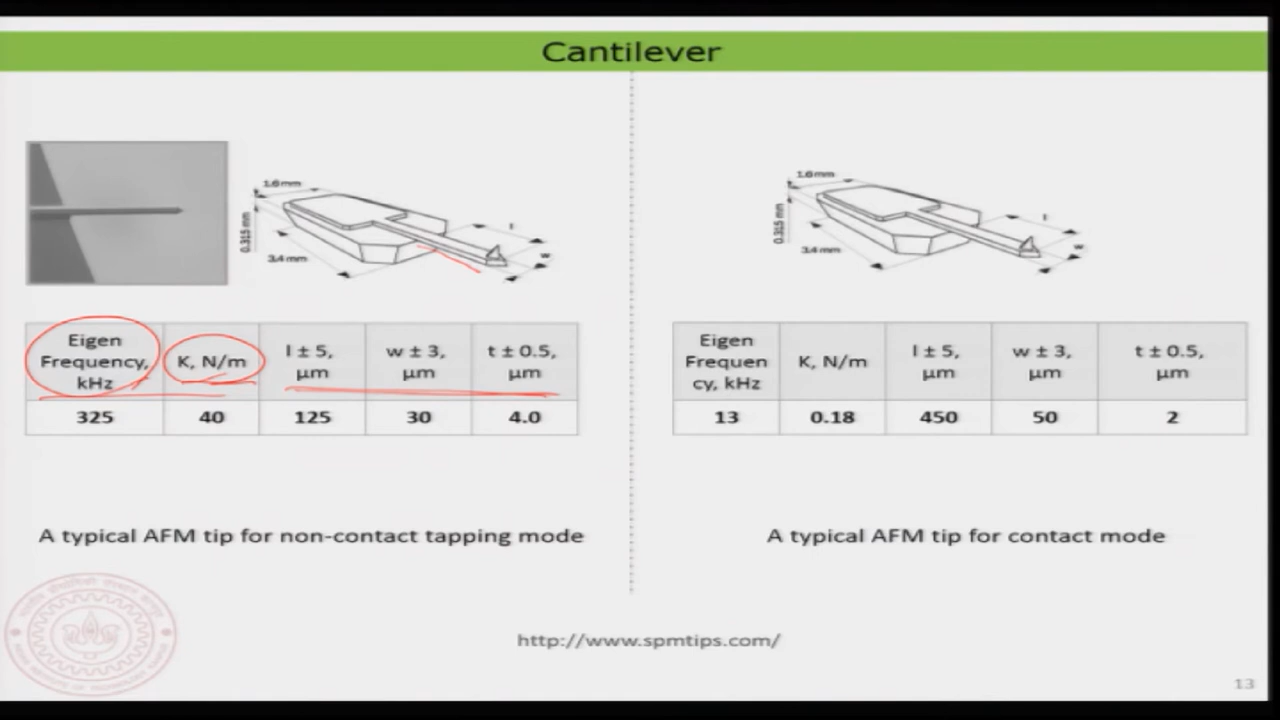 Cantilever
1.6 mm
0.315 mm
3.4 mm
l
w
1.6 mm
0.315 mm
3.4 mm
l
w
Eigen
Frequency,
kHz
K, N/m
l ± 5,
µm
w ± 3,
µm
t ± 0.5,
µm
325 40 125 30 4.0
Eigen
Frequen
cy, kHz
K, N/m
l ± 5,
µm
w ± 3,
µm
t ± 0.5,
µm
13 0.18 450 50 2
A typical AFM tip for non-contact tapping mode
A typical AFM tip for contact mode
http://www.spmtips.com/
13